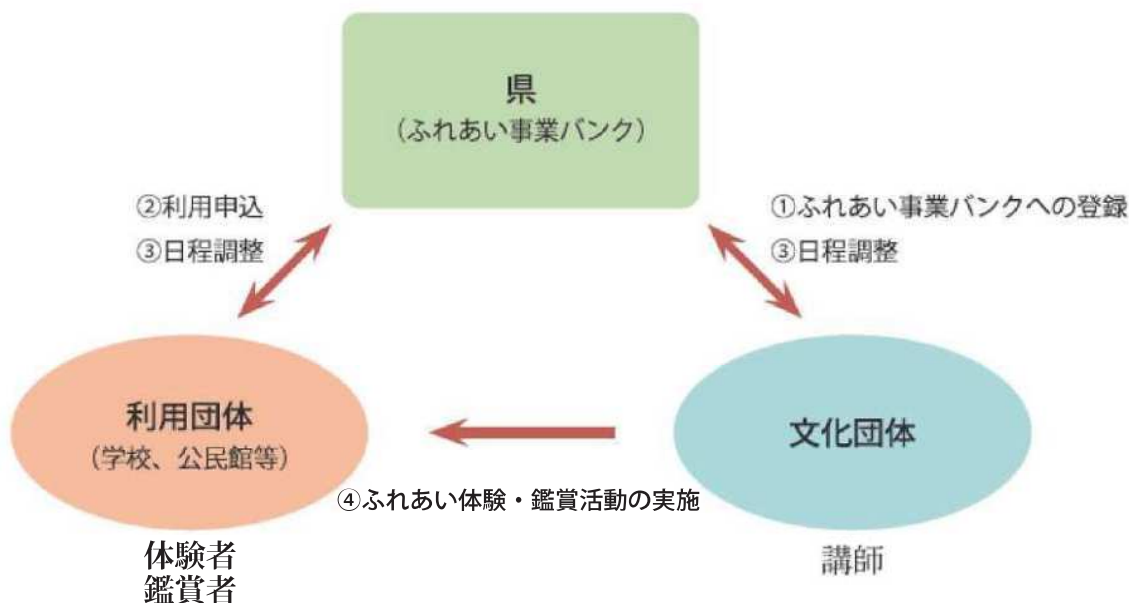 県
（ふれあい事業バンク）
②利用申込
③日程調整
①ふれあい事業バンクへの登録
③日程調整
利用団体
（学校、公民館等）
文化団体
④ふれあい体験・鑑賞活動の実施
体験者
鑑賞者
講師